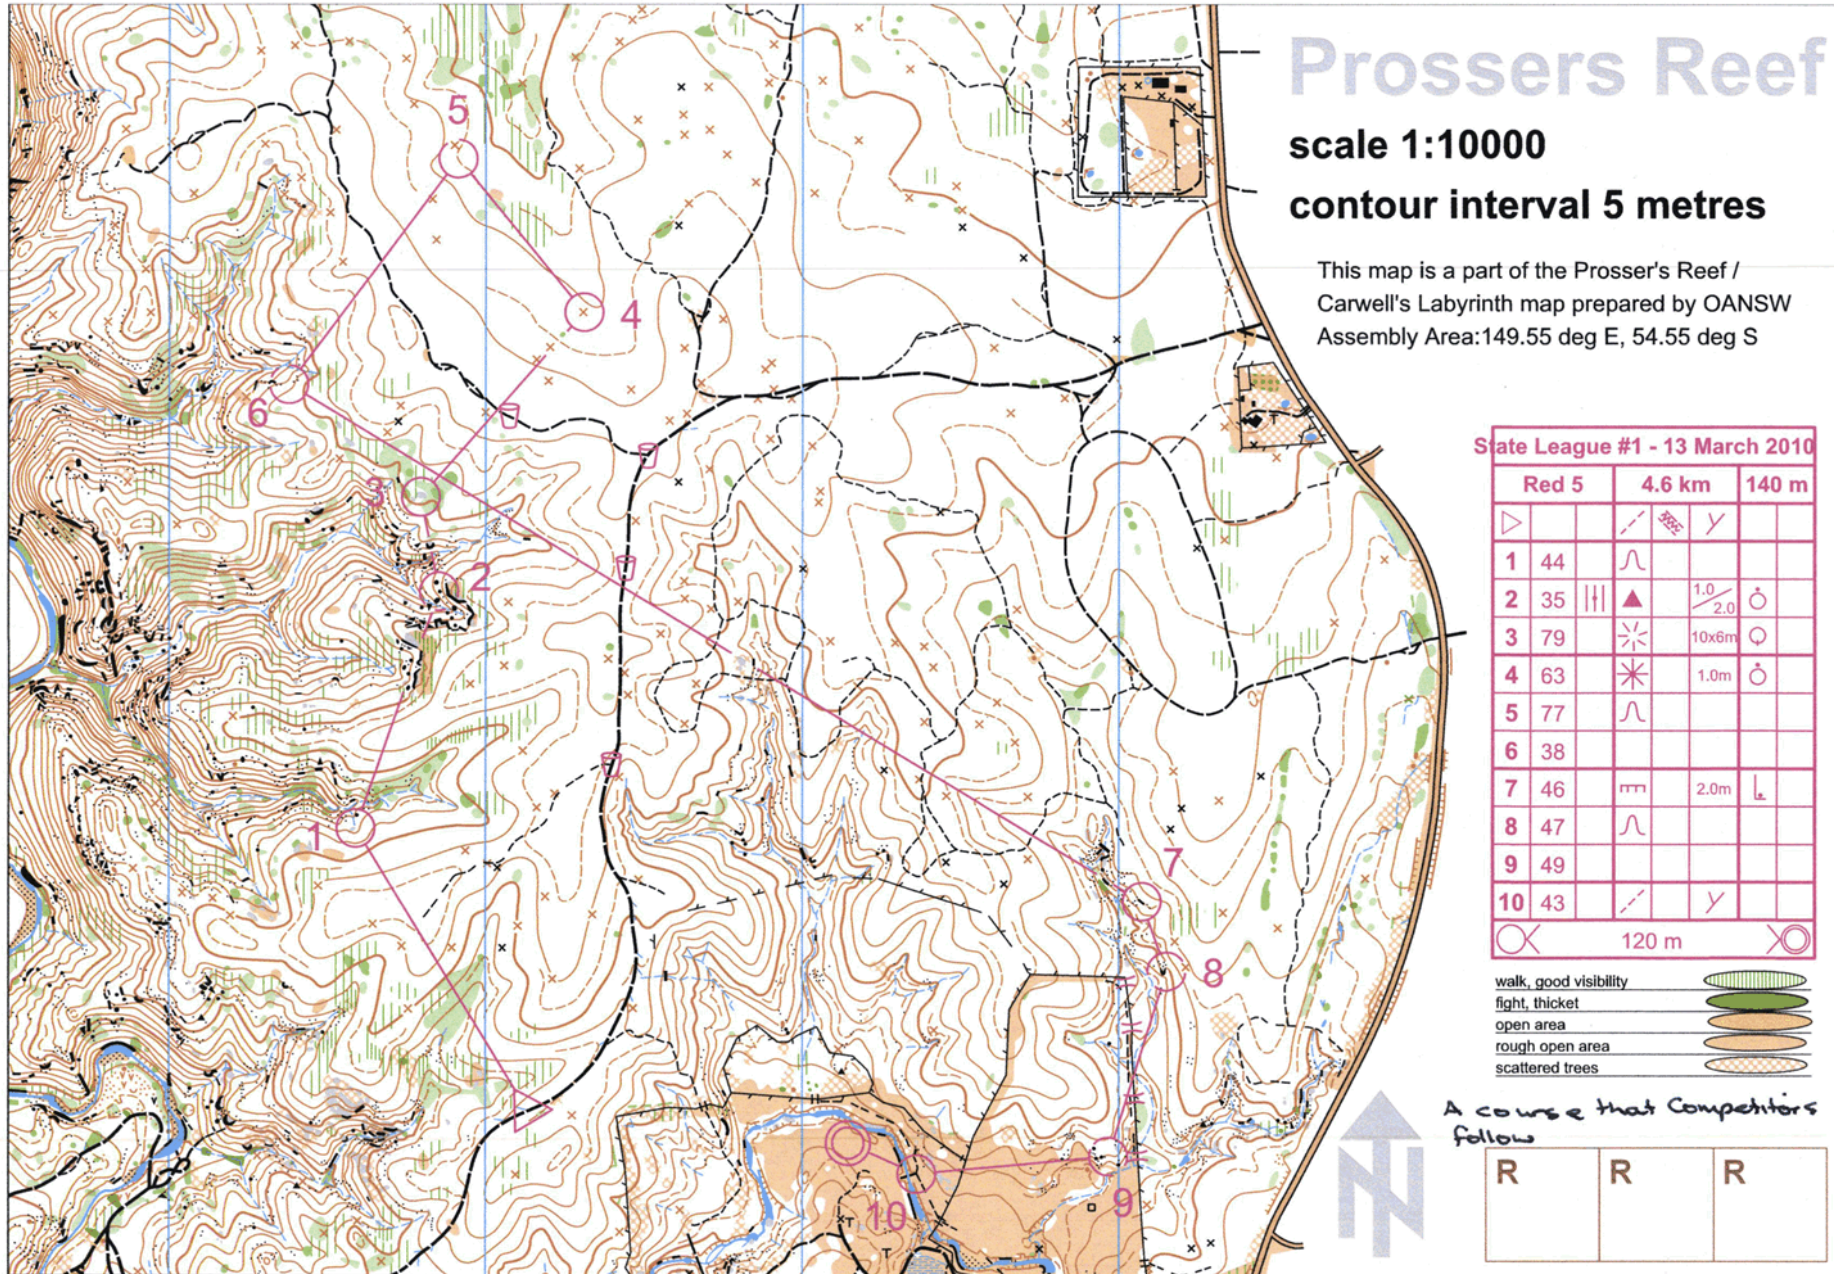 Prossers Reef
scale 1:10000
contour interval 5 metres
This map is a part of the Prosser's Reef /
Carwell's Labyrinth map prepared by OANSW
Assembly Area:149.55 deg E, 54.55 deg S
5
4
6
3
2
1
7
8
9
10
T
T
T
State League #1 - 13 March 2010
Red 5 4.6 km 140 m
1 44
2 35 1.0/2.0
3 79 10x6m
4 63 1.0m
5 77
6 38
7 46 2.0m
8 47
9 49
10 43
120 m
walk, good visibility
fight, thicket
open area
rough open area
scattered trees
N
A course that Competitors
follow
R R R